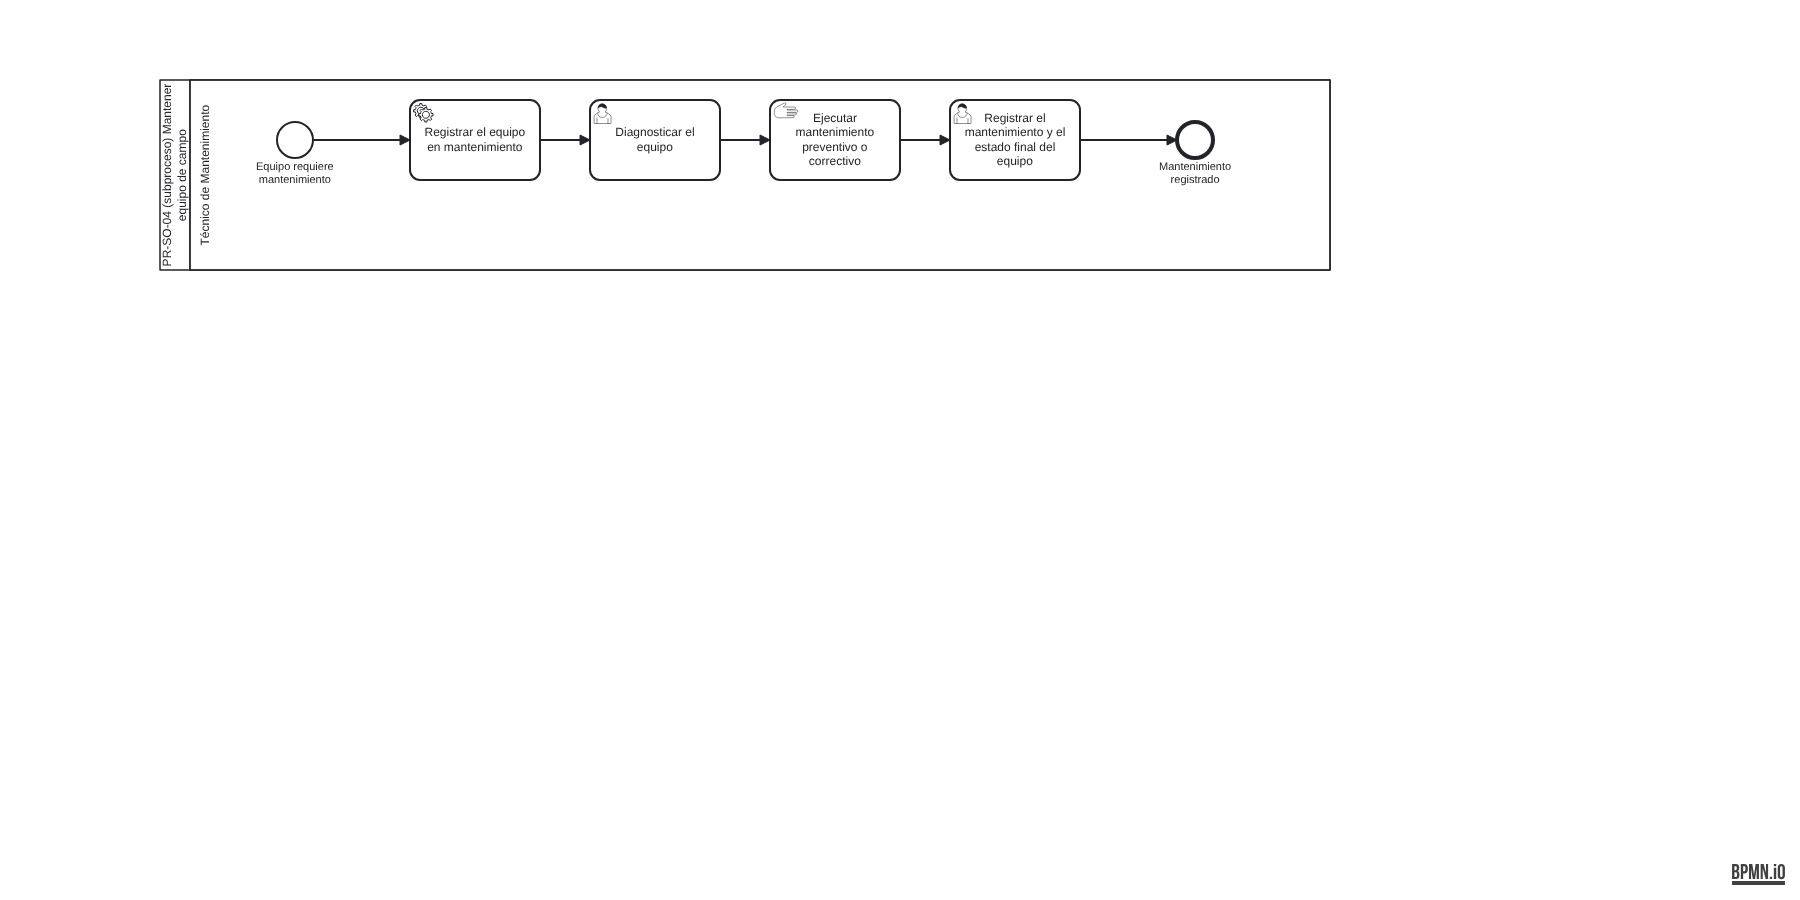 PR-SO-04 (subproceso) Mantener
equipo de campo
Técnico de Mantenimiento
Equipo requiere
mantenimiento
Registrar el equipo
en mantenimiento
Diagnosticar el
equipo
Ejecutar
mantenimiento
preventivo o
correctivo
Registrar el
mantenimiento y el
estado final del
equipo
Mantenimiento
registrado
BPMN.iO